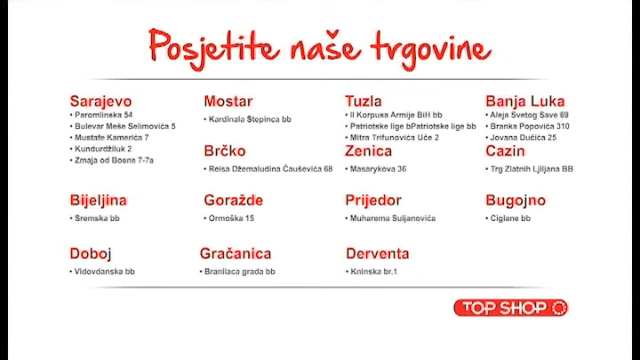 Posjetite naše trgovine
Sarajevo
• Paromlinska 54
• Bulevar Meše Selimovića 5
• Mustafe Kamerića 7
• Kundurdžiluk 2
• Zmaja od Bosne 7-7a
Mostar
• Kardinala Stepinca bb
Tuzla
• II Korpusa Armije BiH bb
• Patriotske lige bPatriotske lige bb
• Mitra Trifunovića Uče 2
Banja Luka
• Aleja Svetog Save 69
• Branka Popovića 310
• Jovana Dučića 25
Brčko
• Reisa Džemaludina Čauševića 68
Zenica
• Masarykova 36
Cazin
• Trg Zlatnih Ljiljana BB
Bijeljina
• Sremska bb
Goražde
• Ormoška 15
Prijedor
• Muharema Suljanovića
Bugojno
• Ciglane bb
Doboj
• Vidovdanska bb
Gračanica
• Branilaca grada bb
Derventa
• Kninska br.1
TOP SHOP